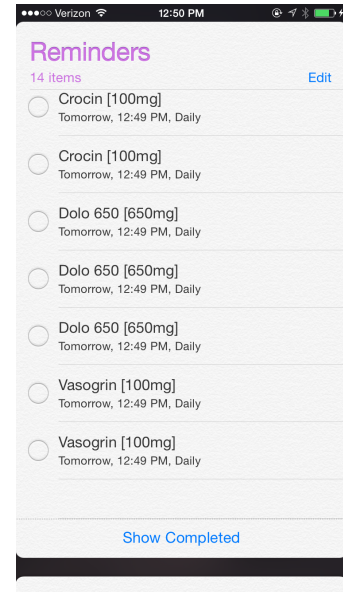 Verizon 12:50 PM
Reminders
14 items Edit
Crocin [100mg]
Tomorrow, 12:49 PM, Daily
Crocin [100mg]
Tomorrow, 12:49 PM, Daily
Dolo 650 [650mg]
Tomorrow, 12:49 PM, Daily
Dolo 650 [650mg]
Tomorrow, 12:49 PM, Daily
Dolo 650 [650mg]
Tomorrow, 12:49 PM, Daily
Vasogrin [100mg]
Tomorrow, 12:49 PM, Daily
Vasogrin [100mg]
Tomorrow, 12:49 PM, Daily
Show Completed